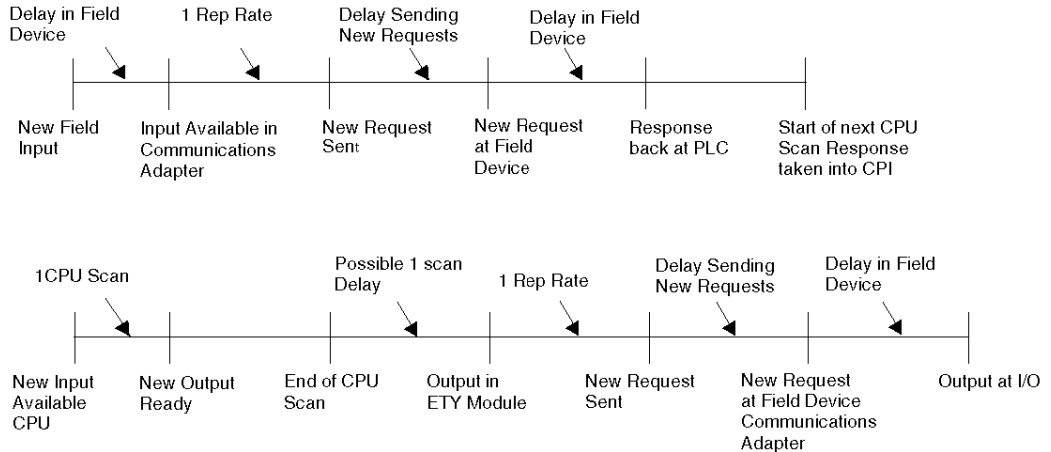 Delay in Field
Device
1 Rep Rate
Delay Sending
New Requests
Delay in Field
Device
New Field
Input
Input Available in
Communications
Adapter
New Request
Sent
New Request
at Field
Device
Response
back at PLC
Start of next CPU
Scan Response
taken into CPI
1CPU Scan
Possible 1 scan
Delay
1 Rep Rate
Delay Sending
New Requests
Delay in Field
Device
New Input
Available
CPU
New Output
Ready
End of CPU
Scan
Output in
ETY Module
New Request
Sent
New Request
at Field Device
Communications
Adapter
Output at I/O